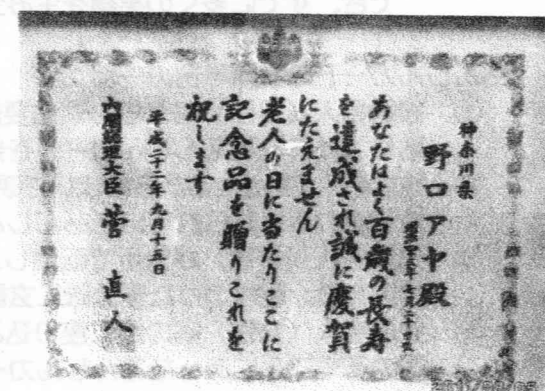 神奈川県
野口アヤ殿
あなたはよく百歳の長寿
を達成され誠に慶賀
にたえません
老人の日に当たりここに
記念品を贈りこれを
祝します
平成二十二年九月十五日
内閣総理大臣 菅直人